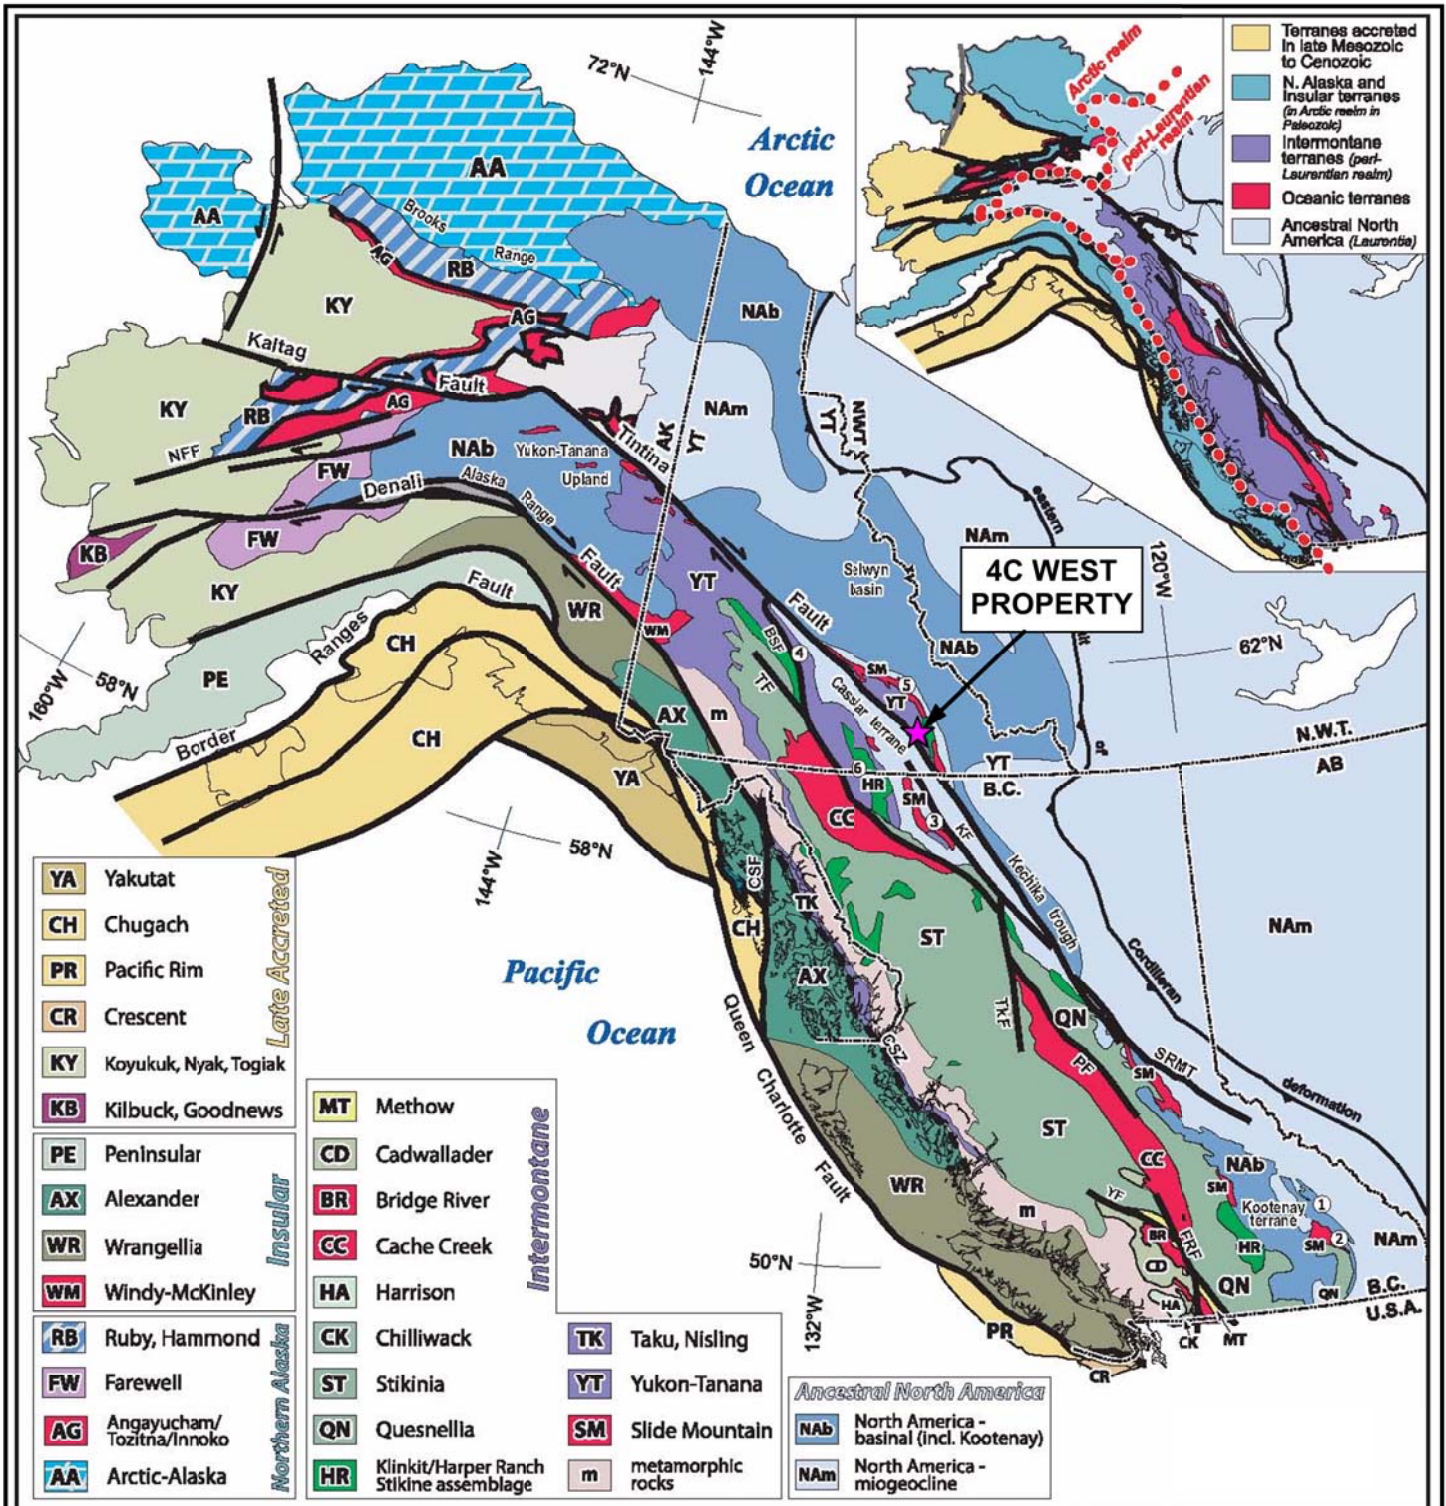 72°N
144°W
Arctic
Ocean
AA
AA
Brooks
Range
AG
RB
KY
AG
NAb
Kaltag
Fault
KY
RB
AG
NAm
NFF
FW
NAb
Yukon-Tanana
Upland
Tintina
AK
YT
YT
NWT
Denali
Alaska
Range
KB
FW
KY
Fault
Fault
WR
YT
WM
Selwyn
basin
NAm
eastern
4C WEST
PROPERTY
120°W
62°N
Fault
NAb
BSF
4
TF
SM
5
YT
Cassiar terrane
160°W
58°N
PE
Ranges
CH
Border
CH
YA
AX
m
N.W.T.
AB
YT
B.C.
of
6
HR
SM
3
KF
CC
144°W
58°N
Kechika trough
CSF
TK
CH
AX
ST
NAm
Cordilleran
Pacific
Ocean
Queen Charlotte Fault
CSZ
TkF
QN
PF
SM
SRMT
deformation
ST
WR
CC
NAb
SM
Kootenay
terrane
1
2
SM
NAm
m
YF
BR
FRF
CD
HR
HA
QN
QN
B.C.
U.S.A.
50°N
132°W
PR
CR
CK
MT
Arctic realm
peri-Laurentian
realm
Terranes accreted
in late Mesozoic
to Cenozoic
N. Alaska and
Insular terranes
(in Arctic realm in
Paleozoic)
Intermontane
terranes (peri-
Laurentian realm)
Oceanic terranes
Ancestral North
America (Laurentia)
YA Yakutat
CH Chugach
PR Pacific Rim
CR Crescent
KY Koyukuk, Nyak, Togiak
KB Kilbuck, Goodnews
Late Accreted
PE Peninsular
AX Alexander
WR Wrangellia
WM Windy-McKinley
Insular
RB Ruby, Hammond
FW Farewell
AG Angayucham/
Tozitna/Innoko
AA Arctic-Alaska
Northern Alaska
MT Methow
CD Cadwallader
BR Bridge River
CC Cache Creek
HA Harrison
CK Chilliwack
ST Stikinia
QN Quesnellia
HR Klinkit/Harper Ranch
Stikine assemblage
Intermontane
TK Taku, Nisling
YT Yukon-Tanana
SM Slide Mountain
m metamorphic
rocks
Ancestral North America
NAb North America -
basinal (incl. Kootenay)
NAm North America -
miogeocline